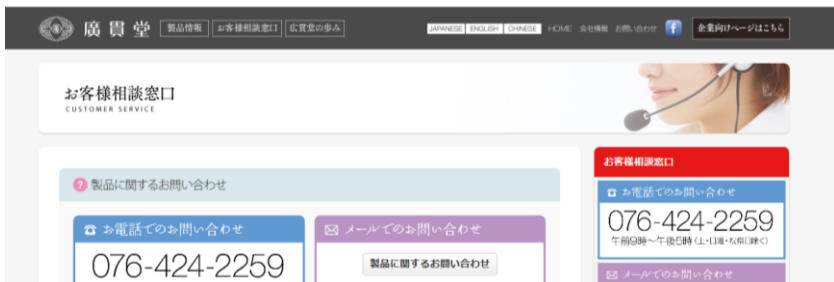 廣貫堂 製品情報 お客様相談窓口 広貫堂の歩み JAPANESE ENGLISH CHINESE HOME 会社情報 お問い合わせ f 企業向けページはこちら
お客様相談窓口
CUSTOMER SERVICE
? 製品に関するお問い合わせ
お電話でのお問い合わせ
076-424-2259
メールでのお問い合わせ
製品に関するお問い合わせ
お客様相談窓口
お電話でのお問い合わせ
076-424-2259
午前9時～午後5時(土・日曜・祝祭日除く)
メールでのお問い合わせ